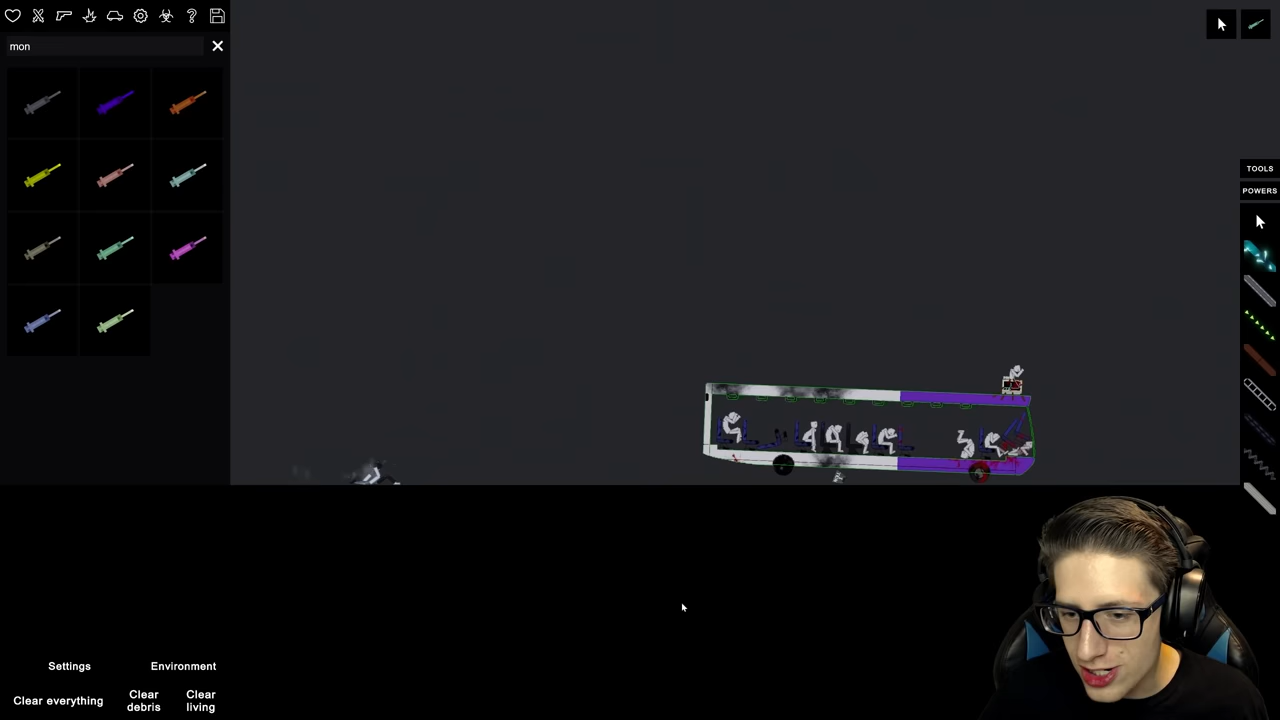 ?
mon
TOOLS
POWERS
Settings
Environment
Clear everything
Clear
debris
Clear
living